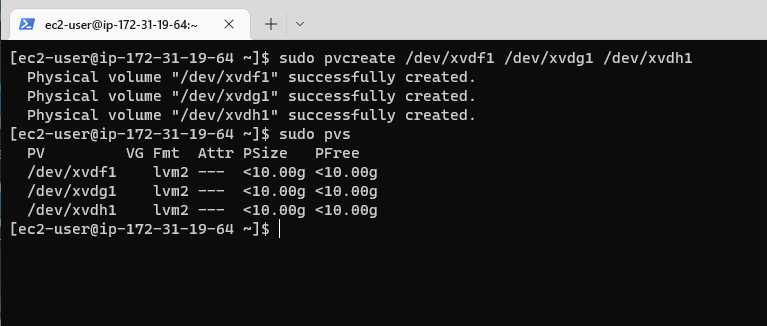 ec2-user@ip-172-31-19-64:~
[ec2-user@ip-172-31-19-64 ~]$ sudo pvcreate /dev/xvdf1 /dev/xvdg1 /dev/xvdh1
  Physical volume "/dev/xvdf1" successfully created.
  Physical volume "/dev/xvdg1" successfully created.
  Physical volume "/dev/xvdh1" successfully created.
[ec2-user@ip-172-31-19-64 ~]$ sudo pvs
  PV         VG Fmt  Attr PSize   PFree
  /dev/xvdf1    lvm2 ---  <10.00g <10.00g
  /dev/xvdg1    lvm2 ---  <10.00g <10.00g
  /dev/xvdh1    lvm2 ---  <10.00g <10.00g
[ec2-user@ip-172-31-19-64 ~]$